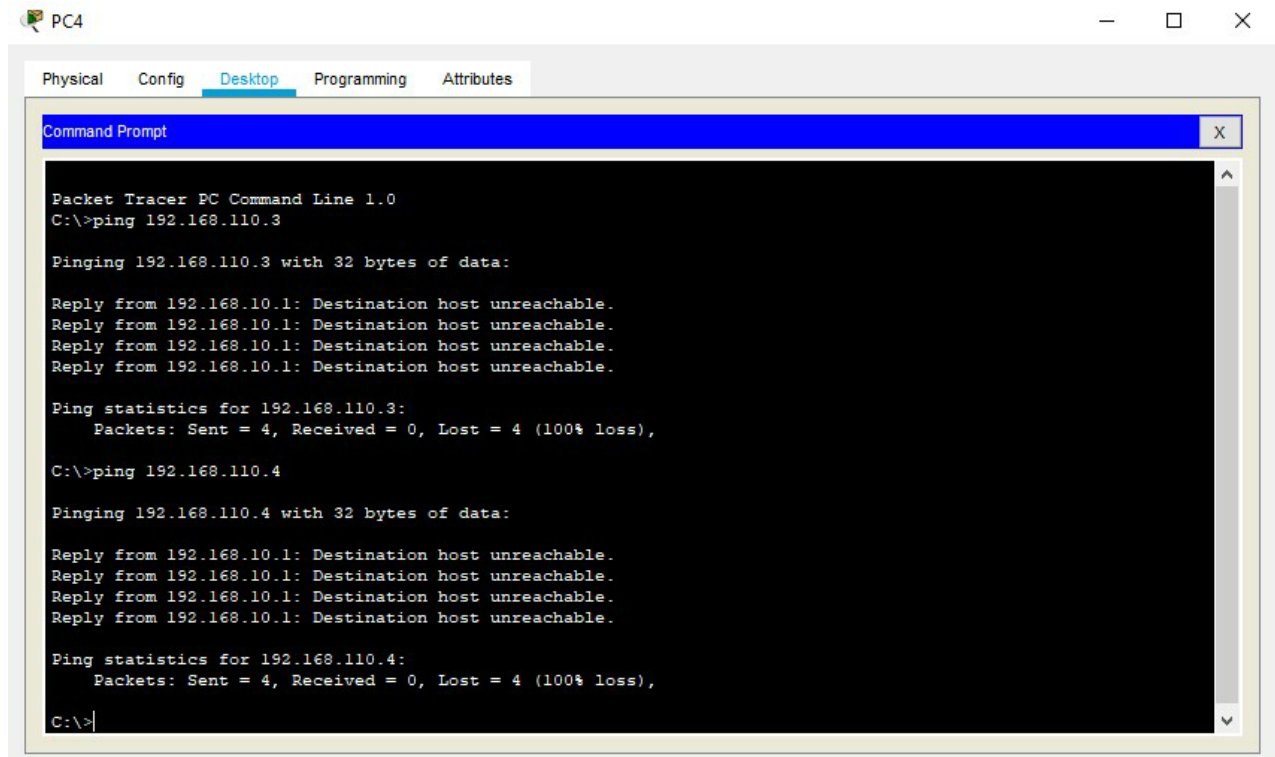 PC4
Physical Config Desktop Programming Attributes
Command Prompt X
Packet Tracer PC Command Line 1.0
C:\>ping 192.168.110.3
Pinging 192.168.110.3 with 32 bytes of data:
Reply from 192.168.10.1: Destination host unreachable.
Reply from 192.168.10.1: Destination host unreachable.
Reply from 192.168.10.1: Destination host unreachable.
Reply from 192.168.10.1: Destination host unreachable.
Ping statistics for 192.168.110.3:
Packets: Sent = 4, Received = 0, Lost = 4 (100% loss),
C:\>ping 192.168.110.4
Pinging 192.168.110.4 with 32 bytes of data:
Reply from 192.168.10.1: Destination host unreachable.
Reply from 192.168.10.1: Destination host unreachable.
Reply from 192.168.10.1: Destination host unreachable.
Reply from 192.168.10.1: Destination host unreachable.
Ping statistics for 192.168.110.4:
Packets: Sent = 4, Received = 0, Lost = 4 (100% loss),
C:\>